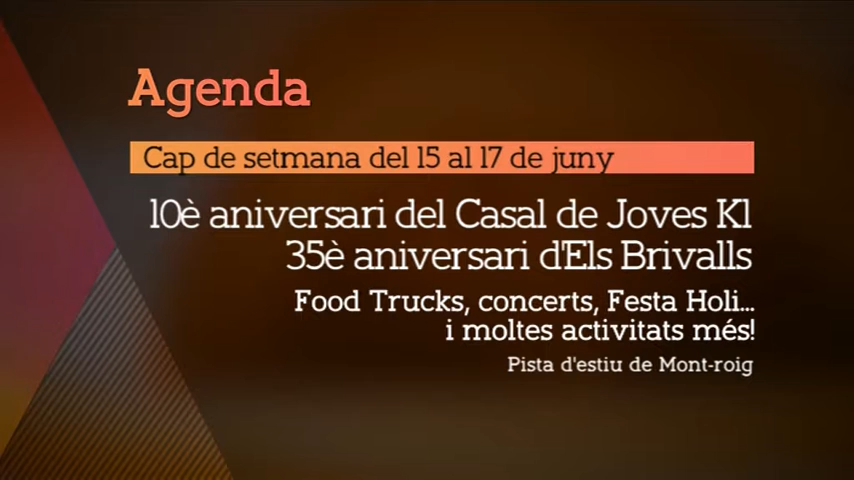 Agenda
Cap de setmana del 15 al 17 de juny
10è aniversari del Casal de Joves K1
35è aniversari d'Els Brivalls
Food Trucks, concerts, Festa Holi...
i moltes activitats més!
Pista d'estiu de Mont-roig